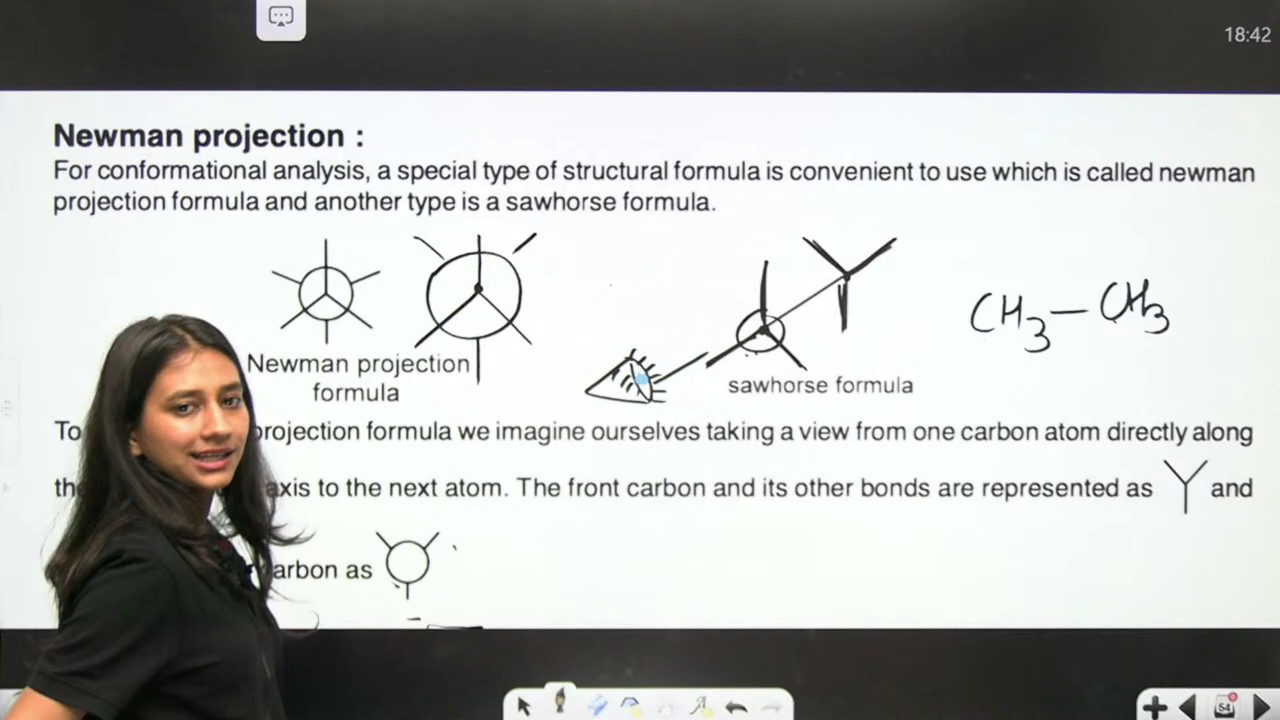 18:42
Newman projection :
For conformational analysis, a special type of structural formula is convenient to use which is called newman
projection formula and another type is a sawhorse formula.
CH3–CH3
Newman projection
formula
sawhorse formula
To projection formula we imagine ourselves taking a view from one carbon atom directly along
axis to the next atom. The front carbon and its other bonds are represented as and
arbon as
54